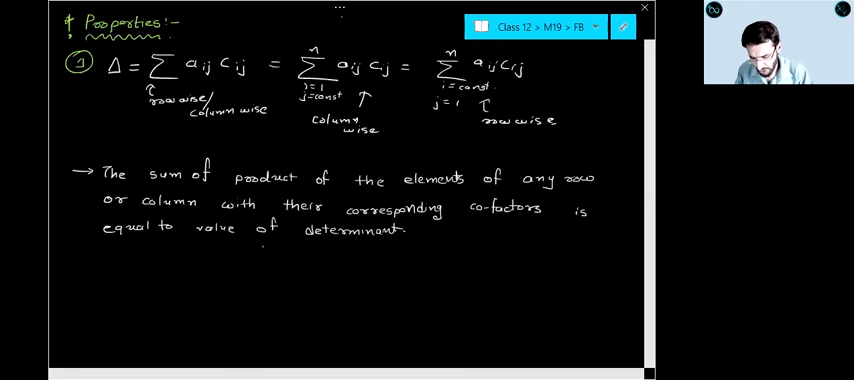 * Properties:-
Class 12 > M19 > FB
1 Δ = ∑ aij cij = ∑ aij cij = ∑ aij cij
n n
i=1 i=const.
j=const j=1
rowwise/ column wise
column wise
row wise
→ The sum of product of the elements of any row
or column with their corresponding co-factors is
equal to value of determinant.